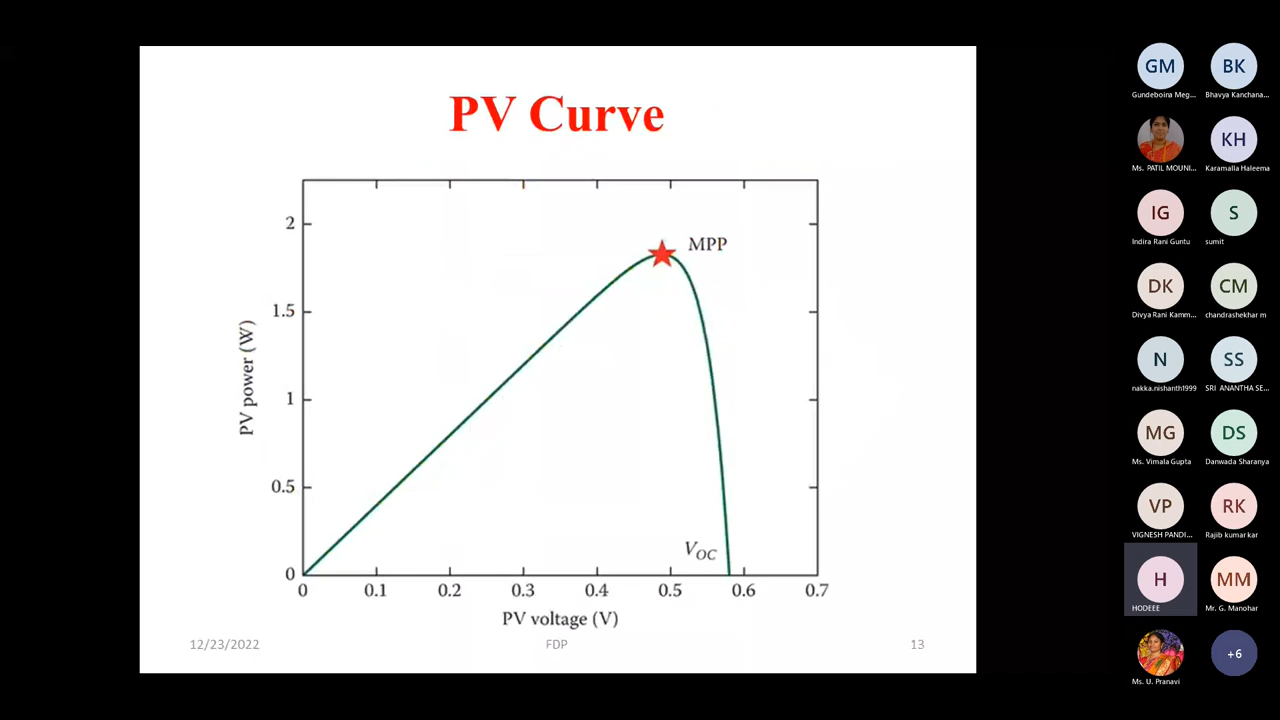 PV Curve
2
1.5
1
0.5
0
PV power (W)
MPP
VOC
0 0.1 0.2 0.3 0.4 0.5 0.6 0.7
PV voltage (V)
12/23/2022 FDP 13
GM BK
Gundeboina Meg... Bhavya Kanchana...
KH
Ms. PATIL MOUNI... Karamalla Haleema
IG S
Indira Rani Guntu sumit
DK CM
Divya Rani Kamm... chandrashekhar m
N SS
nakka.nishanth1999 SRI ANANTHA SE...
MG DS
Ms. Vimala Gupta Danwada Sharanya
VP RK
VIGNESH PANDI... Rajib kumar kar
H MM
HODEEE Mr. G. Manohar
+6
Ms. U. Pranavi